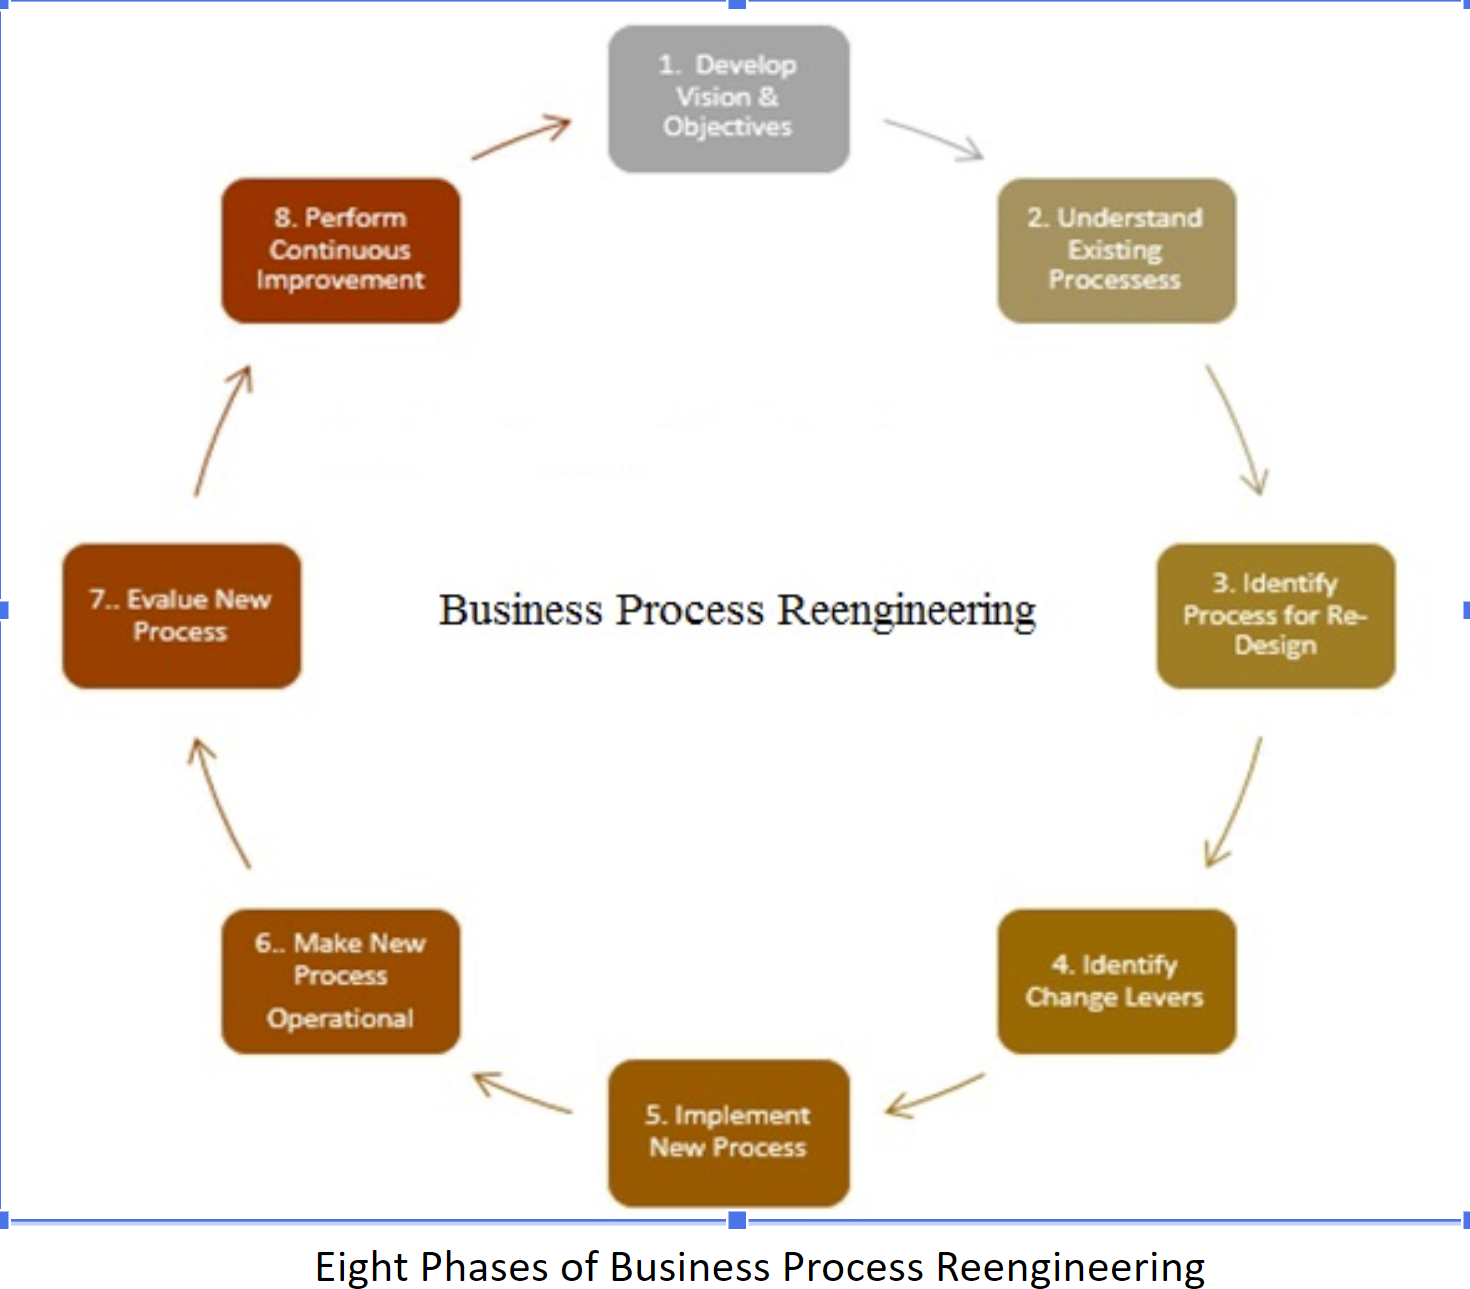 1. Develop
Vision &
Objectives
2. Understand
Existing
Processess
3. Identify
Process for Re-
Design
4. Identify
Change Levers
5. Implement
New Process
6.. Make New
Process
Operational
7.. Evalue New
Process
8. Perform
Continuous
Improvement
Business Process Reengineering
Eight Phases of Business Process Reengineering